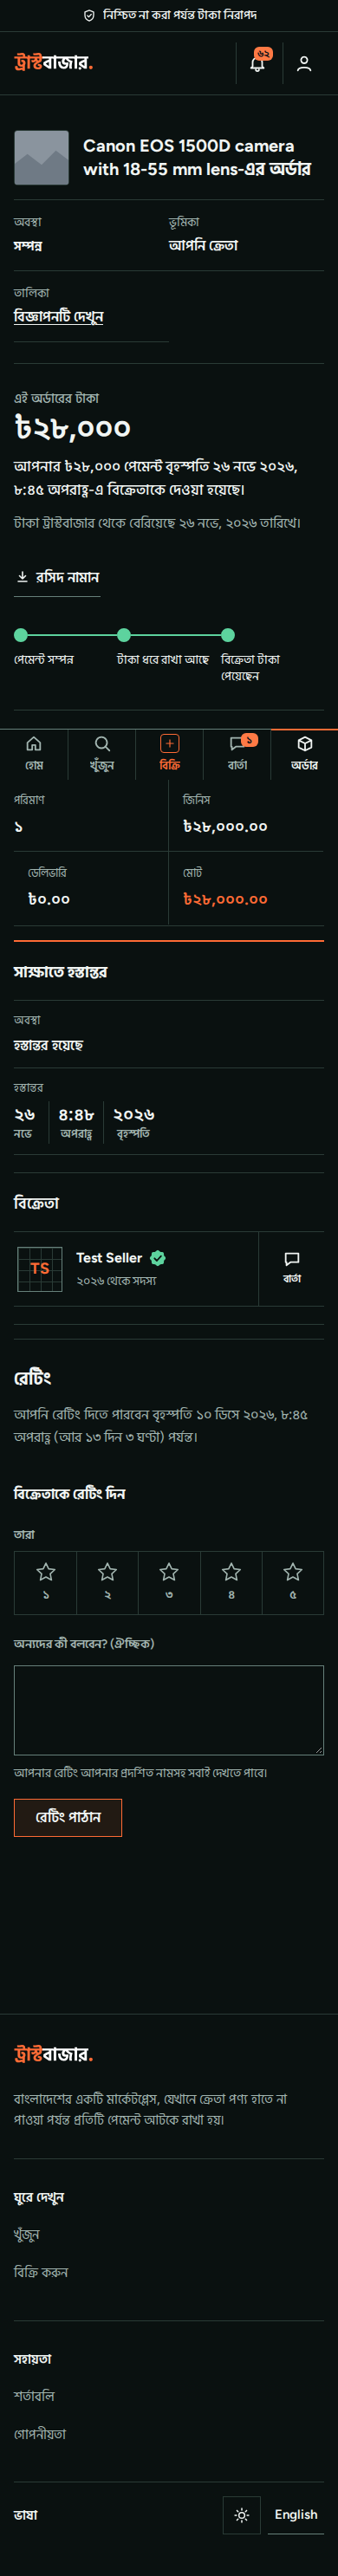 নিশ্চিত না করা পর্যন্ত টাকা নিরাপদ
ট্রাস্টবাজার.
৬২
Canon EOS 1500D camera
with 18-55 mm lens-এর অর্ডার
অবস্থা
সম্পন্ন
ভূমিকা
আপনি ক্রেতা
তালিকা
বিজ্ঞাপনটি দেখুন
এই অর্ডারের টাকা
৳২৮,০০০
আপনার ৳২৮,০০০ পেমেন্ট বৃহস্পতি ২৬ নভে ২০২৬,
৮:৪৫ অপরাহ্ণ-এ বিক্রেতাকে দেওয়া হয়েছে।
টাকা ট্রাস্টবাজার থেকে বেরিয়েছে ২৬ নভে, ২০২৬ তারিখে।
রসিদ নামান
পেমেন্ট সম্পন্ন
টাকা ধরে রাখা আছে
বিক্রেতা টাকা
পেয়েছেন
হোম
খুঁজুন
বিক্রি
১
বার্তা
অর্ডার
পরিমাণ
১
জিনিস
৳২৮,০০০.০০
ডেলিভারি
৳০.০০
মোট
৳২৮,০০০.০০
সাক্ষাতে হস্তান্তর
অবস্থা
হস্তান্তর হয়েছে
হস্তান্তর
২৬
নভে
৪:৪৮
অপরাহ্ণ
২০২৬
বৃহস্পতি
বিক্রেতা
TS
Test Seller
২০২৬ থেকে সদস্য
বার্তা
রেটিং
আপনি রেটিং দিতে পারবেন বৃহস্পতি ১০ ডিসে ২০২৬, ৮:৪৫
অপরাহ্ণ (আর ১৩ দিন ৩ ঘণ্টা) পর্যন্ত।
বিক্রেতাকে রেটিং দিন
তারা
১
২
৩
৪
৫
অন্যদের কী বলবেন? (ঐচ্ছিক)
আপনার রেটিং আপনার প্রদর্শিত নামসহ সবাই দেখতে পাবে।
রেটিং পাঠান
ট্রাস্টবাজার.
বাংলাদেশের একটি মার্কেটপ্লেস, যেখানে ক্রেতা পণ্য হাতে না
পাওয়া পর্যন্ত প্রতিটি পেমেন্ট আটকে রাখা হয়।
ঘুরে দেখুন
খুঁজুন
বিক্রি করুন
সহায়তা
শর্তাবলি
গোপনীয়তা
ভাষা
English